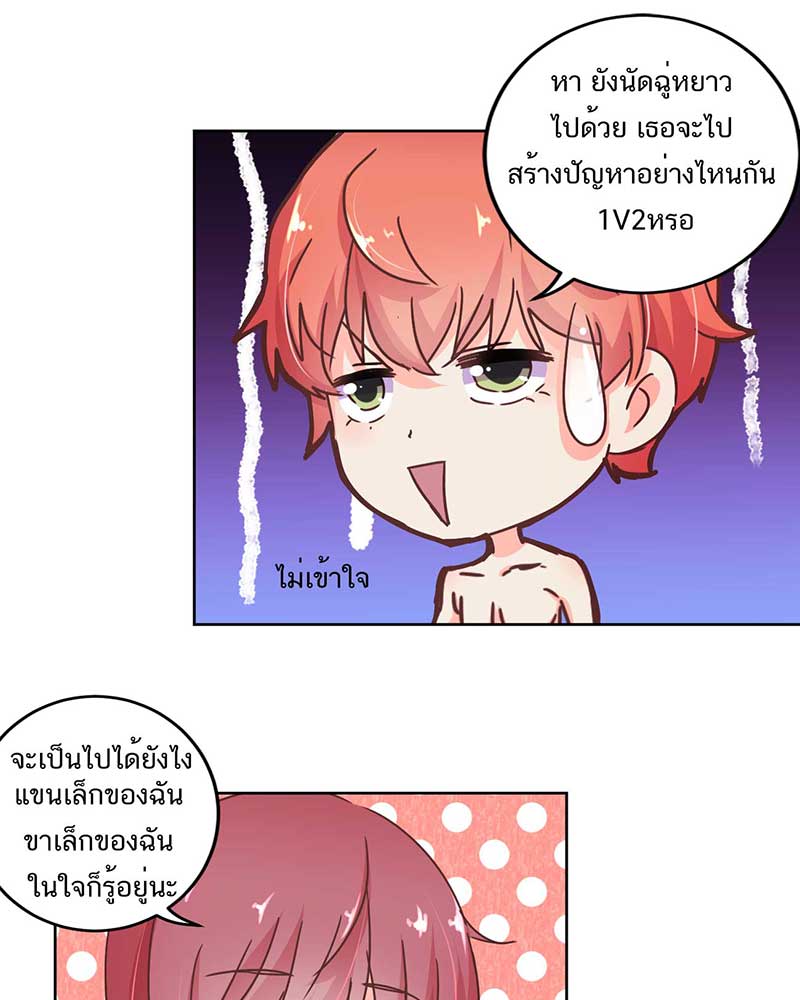 หา ยังนัดฉู่หยาว
ไปด้วย เธอจะไป
สร้างปัญหาอย่างไหนกัน
1V2หรอ
ไม่เข้าใจ
จะเป็นไปได้ยังไง
แขนเล็กของฉัน
ขาเล็กของฉัน
ในใจก็รู้อยู่นะ